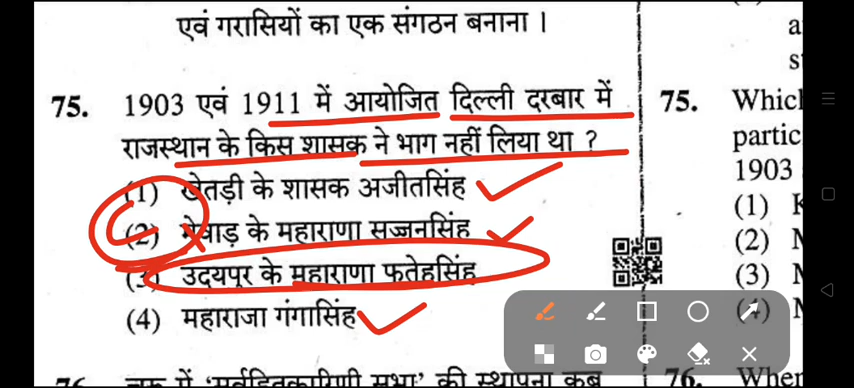 एवं गरासियों का एक संगठन बनाना ।
75. 1903 एवं 1911 में आयोजित दिल्ली दरबार में
राजस्थान के किस शासक ने भाग नहीं लिया था ?
(1) खेतड़ी के शासक अजीतसिंह
(2) मेवाड़ के महाराणा सज्जनसिंह
(3) उदयपुर के महाराणा फतेहसिंह
(4) महाराजा गंगासिंह
75.
partic
1903
(1)
(2)
(3)
(4)
76.